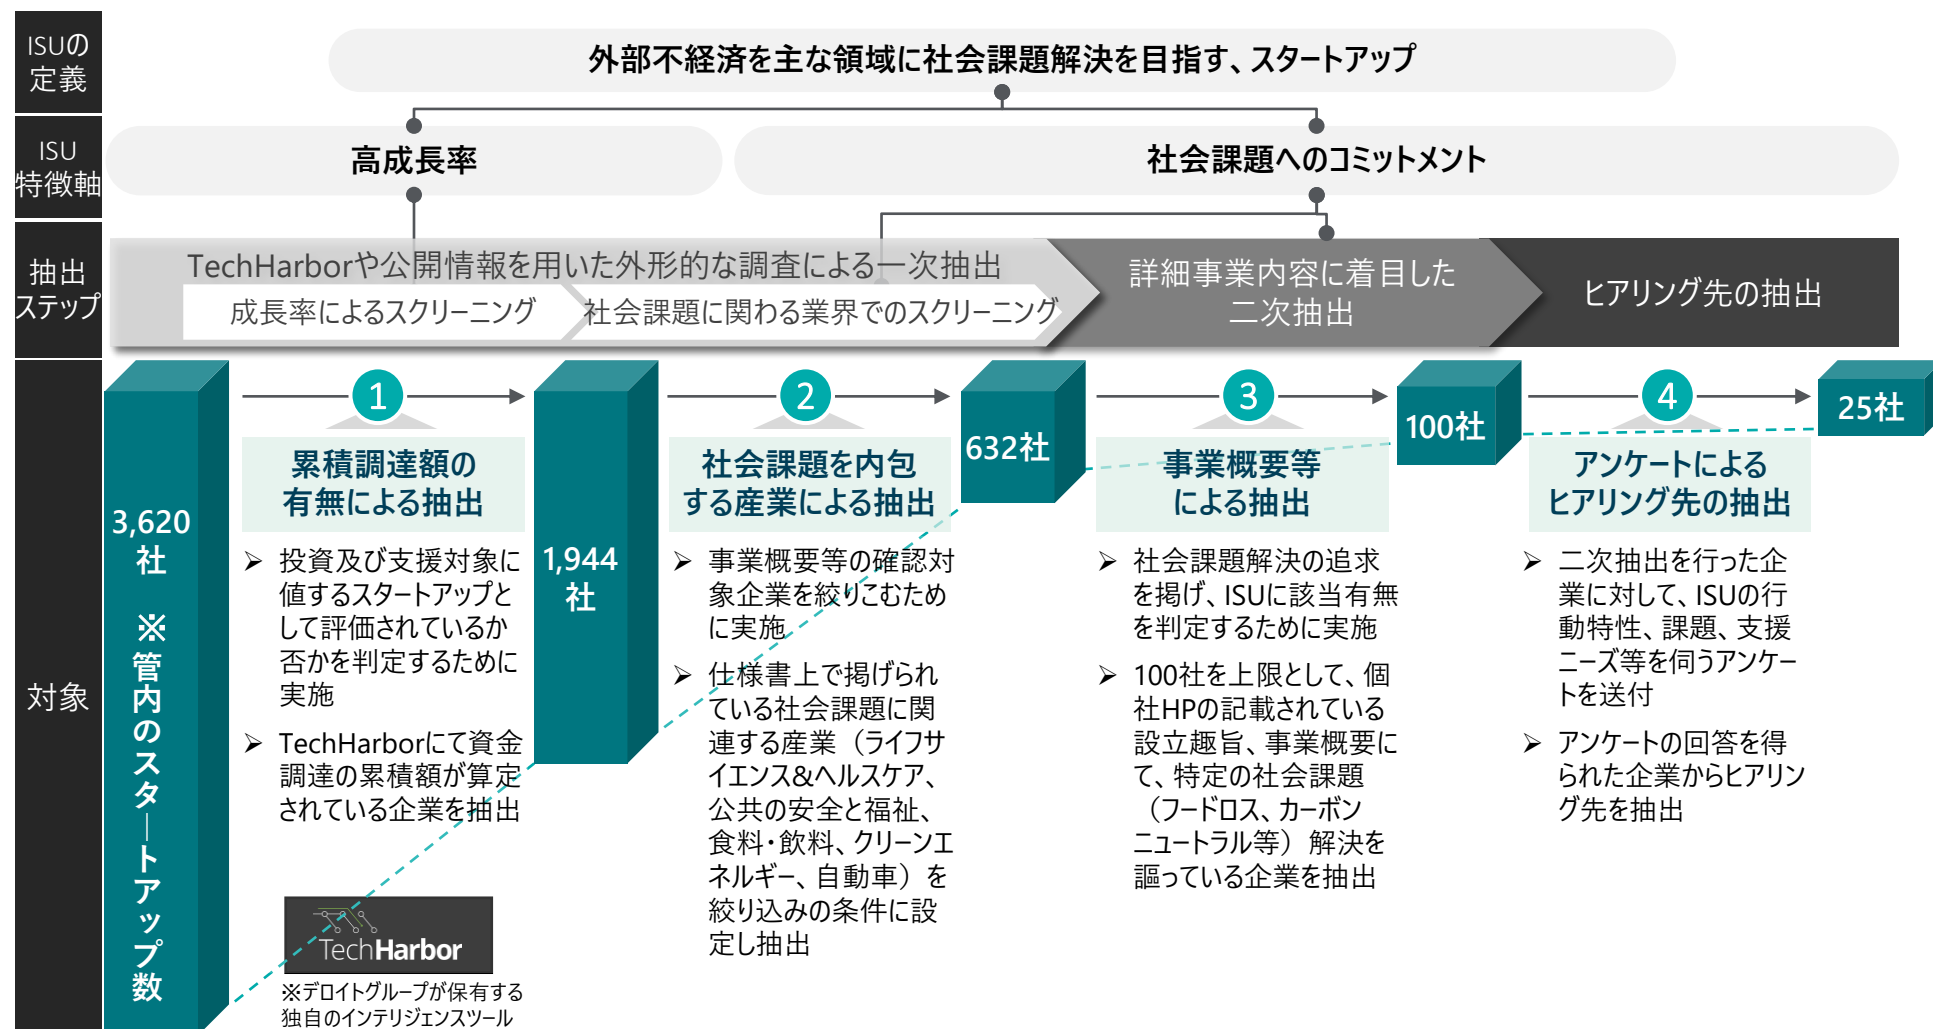 ISUの
定義
外部不経済を主な領域に社会課題解決を目指す、スタートアップ
ISU
特徴軸
高成長率
社会課題へのコミットメント
抽出
ステップ
TechHarborや公開情報を用いた外形的な調査による一次抽出
成長率によるスクリーニング
社会課題に関わる業界でのスクリーニング
詳細事業内容に着目した
二次抽出
ヒアリング先の抽出
対象
3,620
社
※管内のスタートアップ数
1
累積調達額の
有無による抽出
➢ 投資及び支援対象に
値するスタートアップと
して評価されているか
否かを判定するために
実施
➢ TechHarborにて資金
調達の累積額が算定
されている企業を抽出
TechHarbor
※デロイトグループが保有する
独自のインテリジェンスツール
1,944
社
2
社会課題を内包
する産業による抽出
➢ 事業概要等の確認対
象企業を絞りこむため
に実施
➢ 仕様書上で掲げられ
ている社会課題に関
連する産業（ライフサ
イエンス&ヘルスケア、
公共の安全と福祉、
食料・飲料、クリーンエ
ネルギー、自動車）を
絞り込みの条件に設
定し抽出
632社
3
事業概要等
による抽出
➢ 社会課題解決の追求
を掲げ、ISUに該当有無
を判定するために実施
➢ 100社を上限として、個
社HPの記載されている
設立趣旨、事業概要に
て、特定の社会課題
（フードロス、カーボン
ニュートラル等）解決を
謳っている企業を抽出
100社
4
アンケートによる
ヒアリング先の抽出
➢ 二次抽出を行った企
業に対して、ISUの行
動特性、課題、支援
ニーズ等を伺うアンケー
トを送付
➢ アンケートの回答を得
られた企業からヒアリン
グ先を抽出
25社